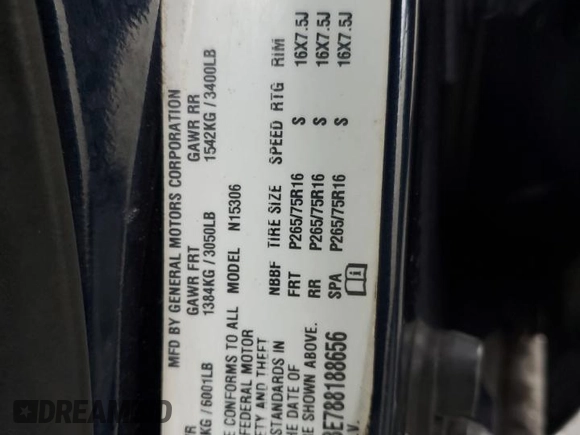 MFD BY GENERAL MOTORS CORPORATION
GAWR FRT GAWR RR
KG / 6001LB 1384KG / 3050LB 1542KG / 3400LB
E CONFORMS TO ALL MODEL N15306
FEDERAL MOTOR
ETY AND THEFT NBBF TIRE SIZE SPEED RTG RIM
STANDARDS IN FRT P265/75R16 S 16X7.5J
E DATE OF RR P265/75R16 S 16X7.5J
E SHOWN ABOVE. SPA P265/75R16 S 16X7.5J
E788188656
DREAMBID